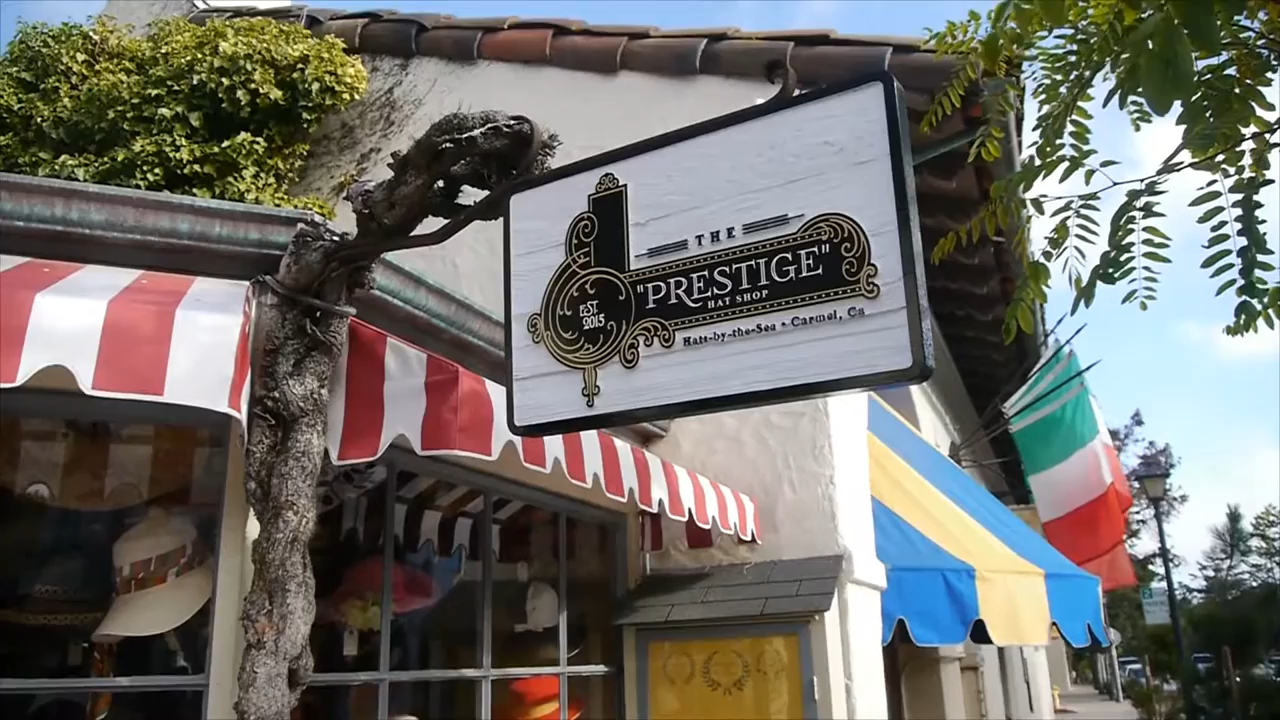 THE
"PRESTIGE"
HAT SHOP
EST.
2015
Hats-by-the-Sea • Carmel, Ca